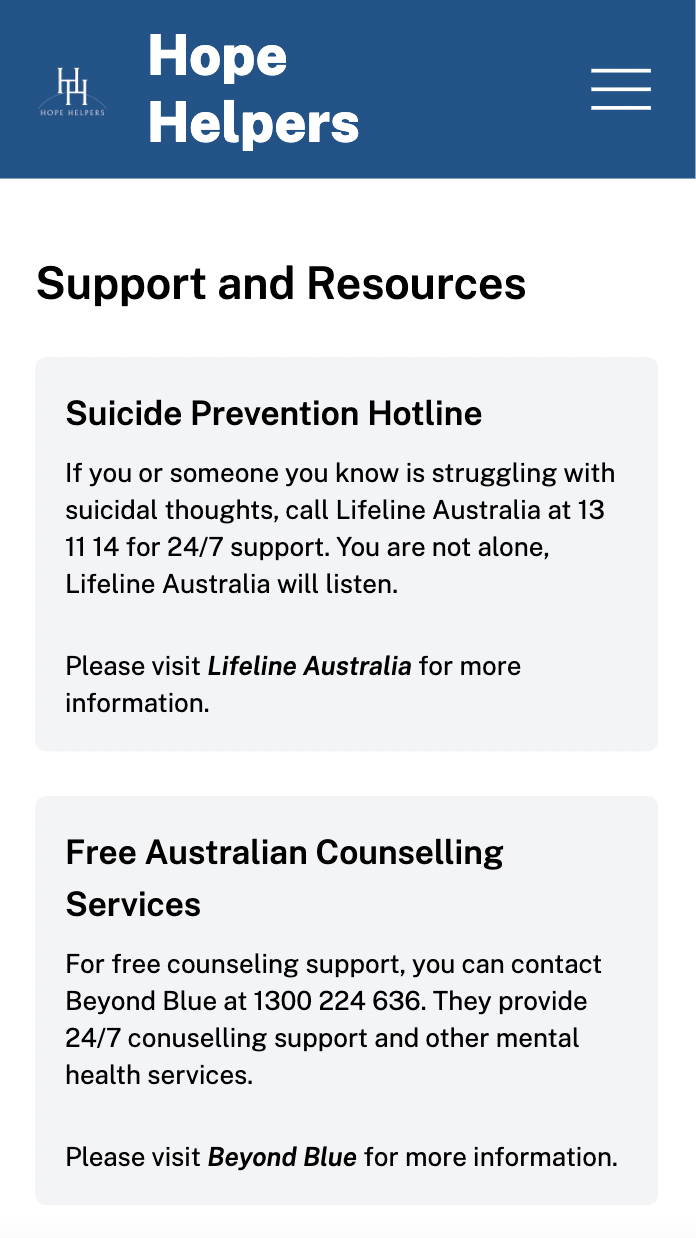 HH
HOPE HELPERS
Hope
Helpers
Support and Resources
Suicide Prevention Hotline
If you or someone you know is struggling with
suicidal thoughts, call Lifeline Australia at 13
11 14 for 24/7 support. You are not alone,
Lifeline Australia will listen.
Please visit Lifeline Australia for more
information.
Free Australian Counselling
Services
For free counseling support, you can contact
Beyond Blue at 1300 224 636. They provide
24/7 conuselling support and other mental
health services.
Please visit Beyond Blue for more information.